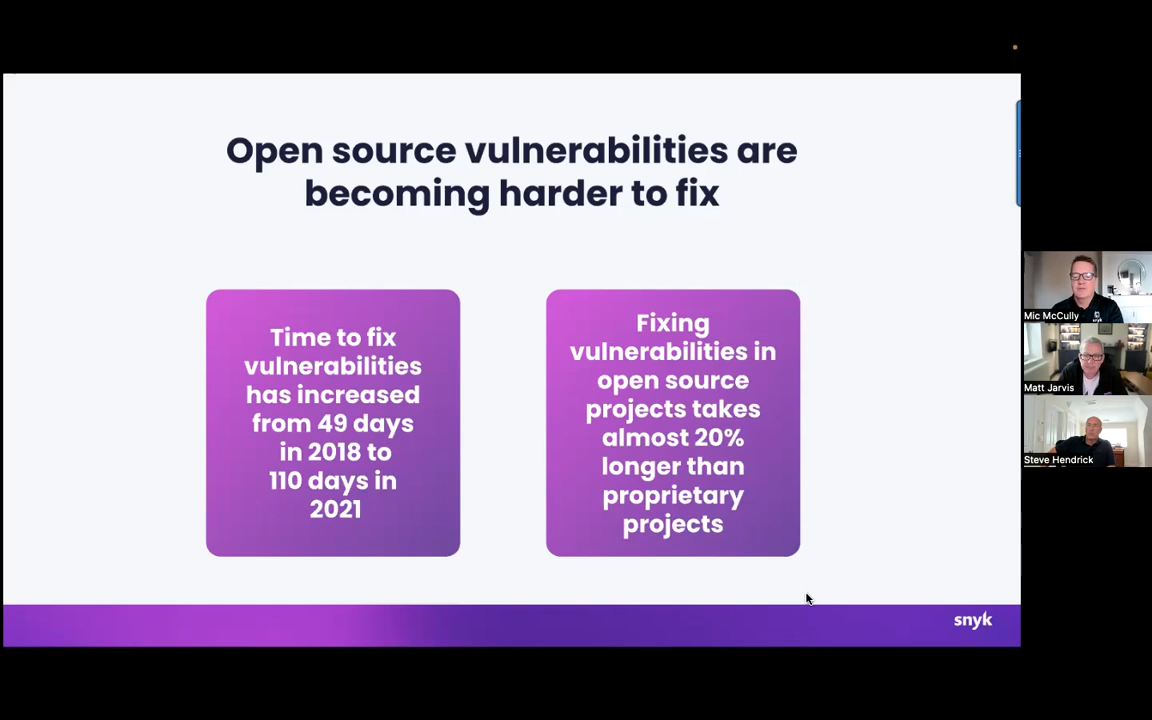 Open source vulnerabilities are
becoming harder to fix
Time to fix
vulnerabilities
has increased
from 49 days
in 2018 to
110 days in
2021
Fixing
vulnerabilities in
open source
projects takes
almost 20%
longer than
proprietary
projects
snyk
Mic McCully
Matt Jarvis
Steve Hendrick